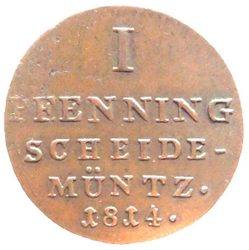 I
PFENNING
SCHEIDE-
MÜNTZ.
1814.